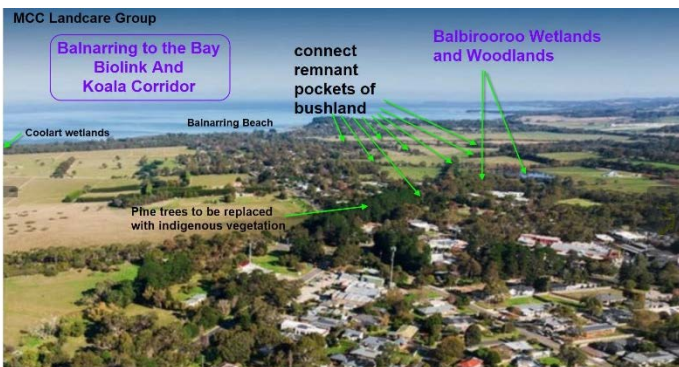 MCC Landcare Group
Balnarring to the Bay
Biolink And
Koala Corridor
connect
remnant
pockets of
bushland
Balbirooroo Wetlands
and Woodlands
Coolart wetlands
Balnarring Beach
Pine trees to be replaced
with indigenous vegetation